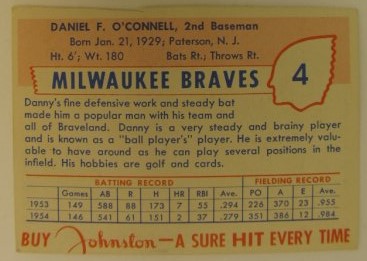 DANIEL F. O'CONNELL, 2nd Baseman
Born Jan. 21, 1929; Paterson, N. J.
Ht. 6'; Wt. 180 Bats Rt.; Throws Rt.
MILWAUKEE BRAVES 4
Danny's fine defensive work and steady bat
made him a popular man with his team and
all of Braveland. Danny is a very steady and brainy player
and is known as a "ball player's" player. He is extremely valu-
able to have around as he can play several positions in the
infield. His hobbies are golf and cards.
BATTING RECORD FIELDING RECORD
Games AB R H HR RBI Ave. PO A E Ave.
1953 149 588 88 173 7 55 .294 226 370 23 .955
1954 146 541 61 151 2 37 .279 351 386 12 .984
BUY Johnston—A SURE HIT EVERY TIME